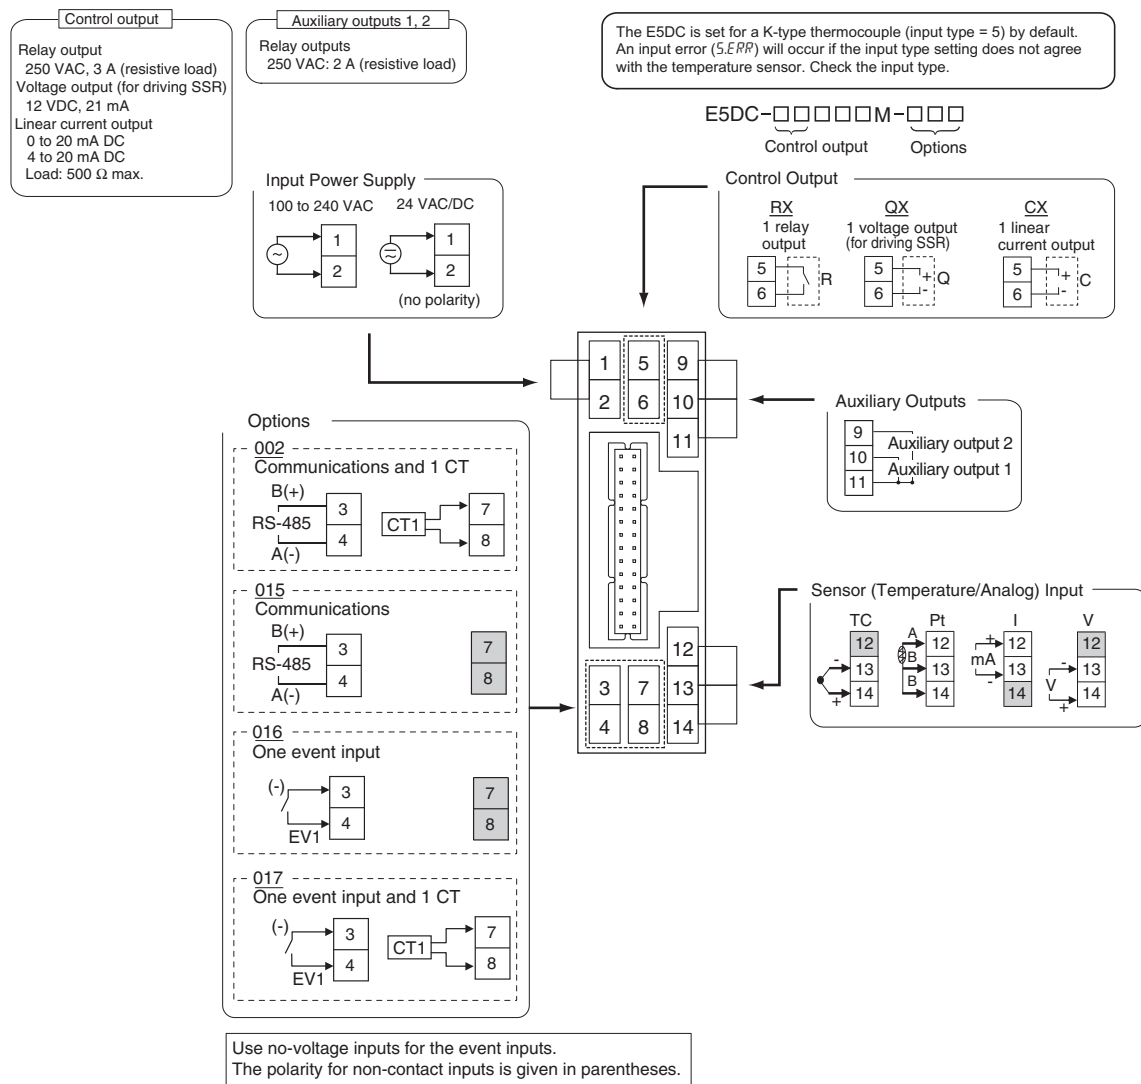 Control output
Relay output
250 VAC, 3 A (resistive load)
Voltage output (for driving SSR)
12 VDC, 21 mA
Linear current output
0 to 20 mA DC
4 to 20 mA DC
Load: 500 Ω max.
Auxiliary outputs 1, 2
Relay outputs
250 VAC: 2 A (resistive load)
The E5DC is set for a K-type thermocouple (input type = 5) by default.
An input error (S.ERR) will occur if the input type setting does not agree
with the temperature sensor. Check the input type.
E5DC-□□□□□M-□□□
Control output
Options
Input Power Supply
100 to 240 VAC
24 VAC/DC
1
2
1
2
(no polarity)
Control Output
RX
1 relay
output
5
6
R
QX
1 voltage output
(for driving SSR)
5
6
+
-
Q
CX
1 linear
current output
5
6
+
-
C
1
2
5
6
9
10
11
3
4
7
8
12
13
14
Auxiliary Outputs
9
10
11
Auxiliary output 2
Auxiliary output 1
Options
002
Communications and 1 CT
B(+)
RS-485
A(-)
3
4
CT1
7
8
015
Communications
B(+)
RS-485
A(-)
3
4
7
8
016
One event input
(-)
EV1
3
4
7
8
017
One event input and 1 CT
(-)
EV1
3
4
CT1
7
8
Sensor (Temperature/Analog) Input
TC
12
13
14
-
+
Pt
A
B
B
12
13
14
I
+
mA
-
12
13
14
V
-
V
+
12
13
14
Use no-voltage inputs for the event inputs.
The polarity for non-contact inputs is given in parentheses.